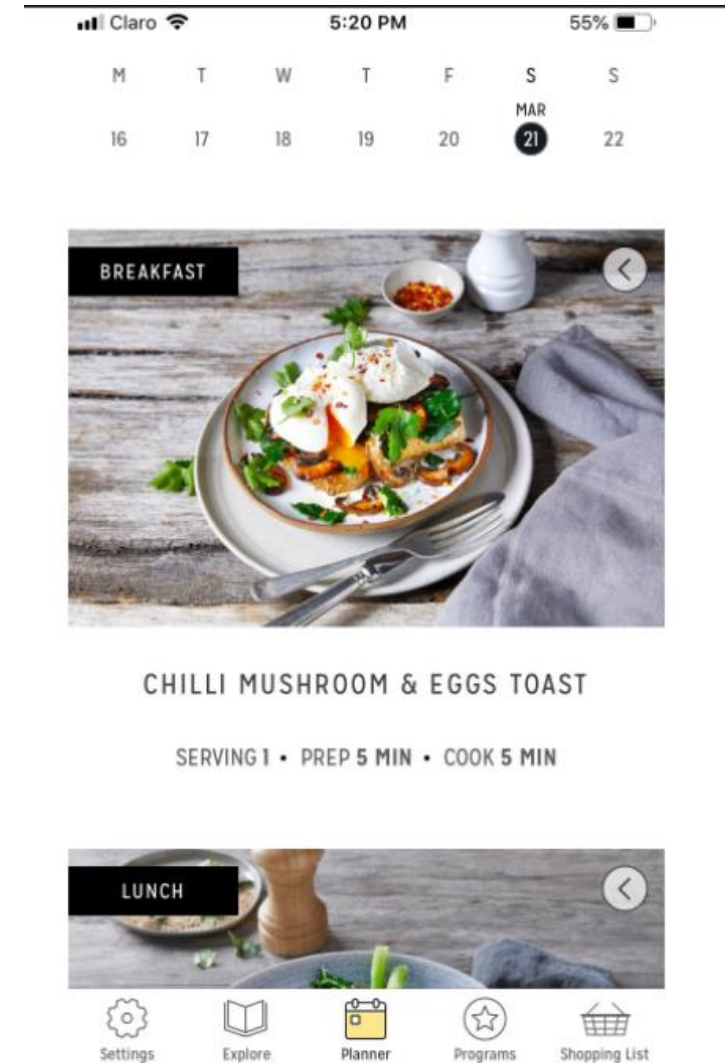 Claro 5:20 PM 55%
M T W T F S S
MAR
16 17 18 19 20 21 22
BREAKFAST
CHILLI MUSHROOM & EGGS TOAST
SERVING 1 • PREP 5 MIN • COOK 5 MIN
LUNCH
Settings Explore Planner Programs Shopping List